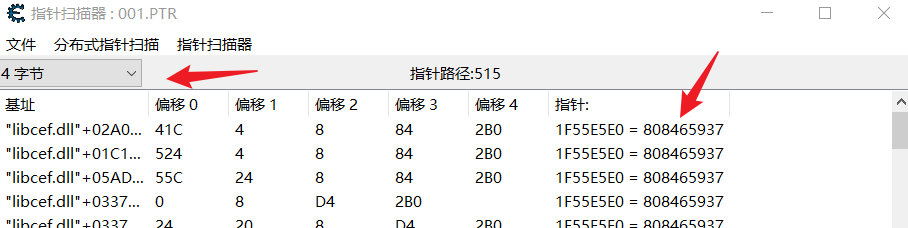 指针扫描器 : 001.PTR
文件 分布式指针扫描 指针扫描器
4 字节 指针路径:515
基址 偏移 0 偏移 1 偏移 2 偏移 3 偏移 4 指针:
"libcef.dll"+02A0... 41C 4 8 84 2B0 1F55E5E0 = 808465937
"libcef.dll"+01C1... 524 4 8 84 2B0 1F55E5E0 = 808465937
"libcef.dll"+05AD... 55C 24 8 84 2B0 1F55E5E0 = 808465937
"libcef.dll"+0337... 0 8 D4 2B0 1F55E5E0 = 808465937
"libcef.dll"+0337... 24 20 8 D4 2B0 1F55E5E0 = 808465937